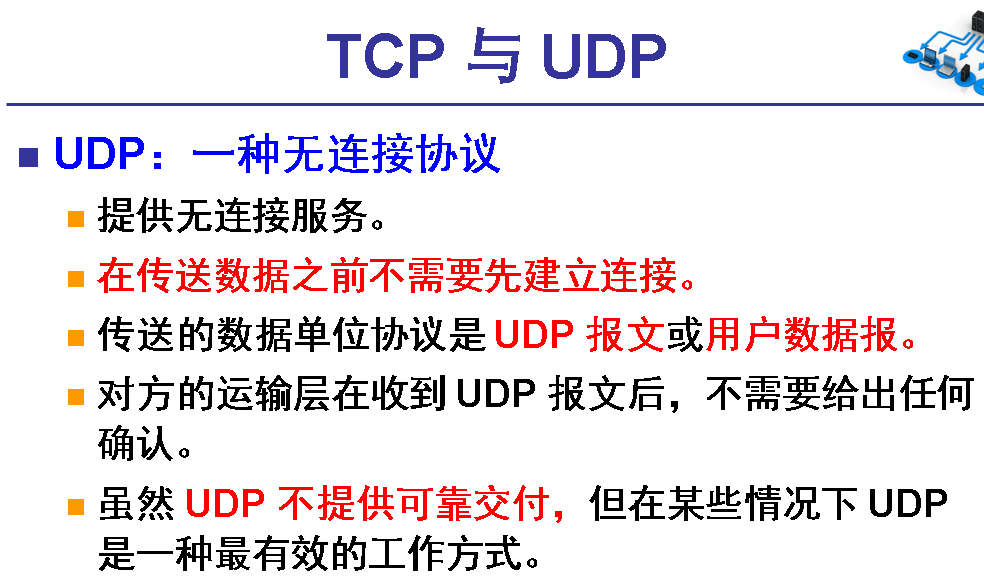 TCP 与 UDP
UDP：一种无连接协议
提供无连接服务。
在传送数据之前不需要先建立连接。
传送的数据单位协议是 UDP 报文或用户数据报。
对方的运输层在收到 UDP 报文后，不需要给出任何
确认。
虽然 UDP 不提供可靠交付，但在某些情况下 UDP
是一种最有效的工作方式。